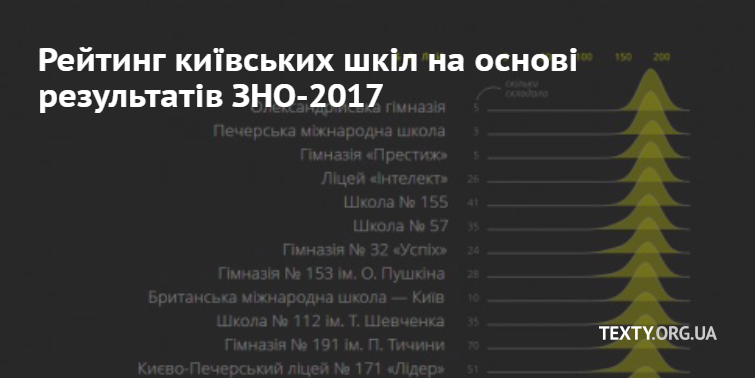 Рейтинг київських шкіл на основі
результатів ЗНО-2017
100 150 200
скільки
складало
Олександрійська гімназія 5
Печерська міжнародна школа 3
Гімназія «Престиж» 5
Ліцей «Інтелект» 26
Школа № 155 41
Школа № 57 35
Гімназія № 32 «Успіх» 24
Гімназія № 153 ім. О. Пушкіна 28
Британська міжнародна школа — Київ 10
Школа № 112 ім. Т. Шевченка 35
TEXTY.ORG.UA
Гімназія № 191 ім. П. Тичини 70
Києво-Печерський ліцей № 171 «Лідер» 51